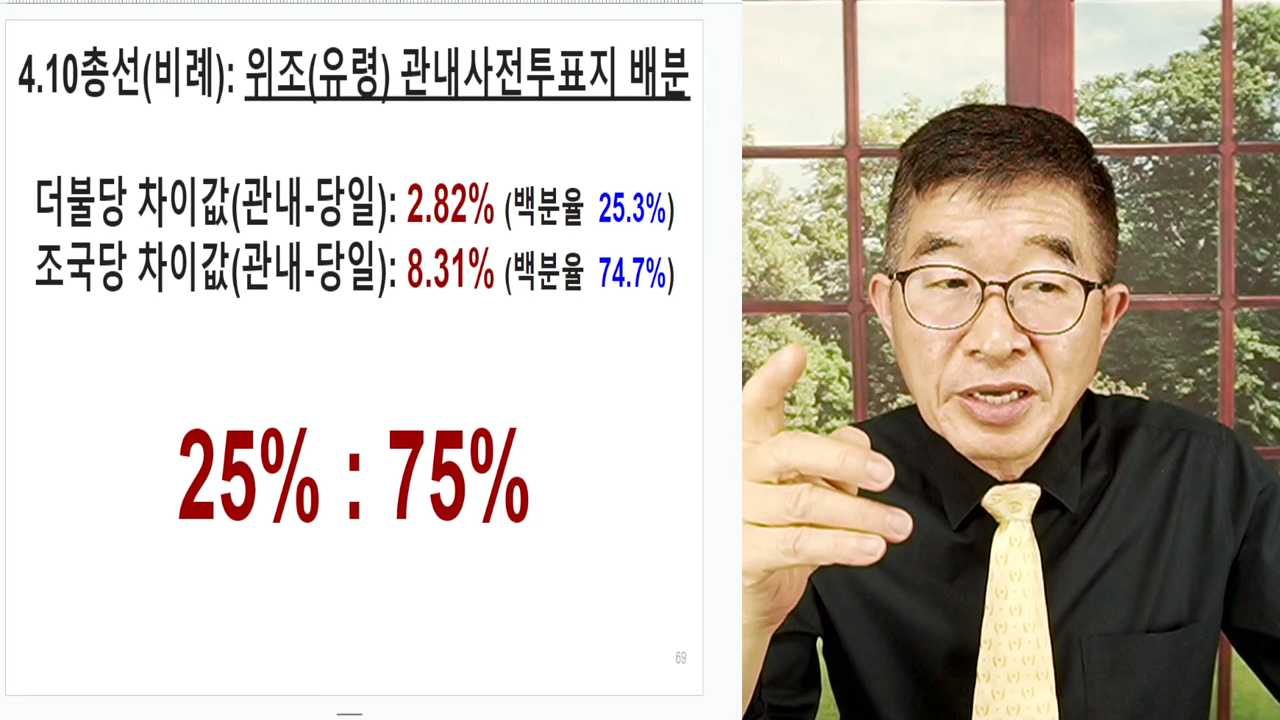 4.10총선(비례): 위조(유령) 관내사전투표지 배분
더불당 차이값(관내-당일): 2.82% (백분율 25.3%)
조국당 차이값(관내-당일): 8.31% (백분율 74.7%)
25% : 75%
69